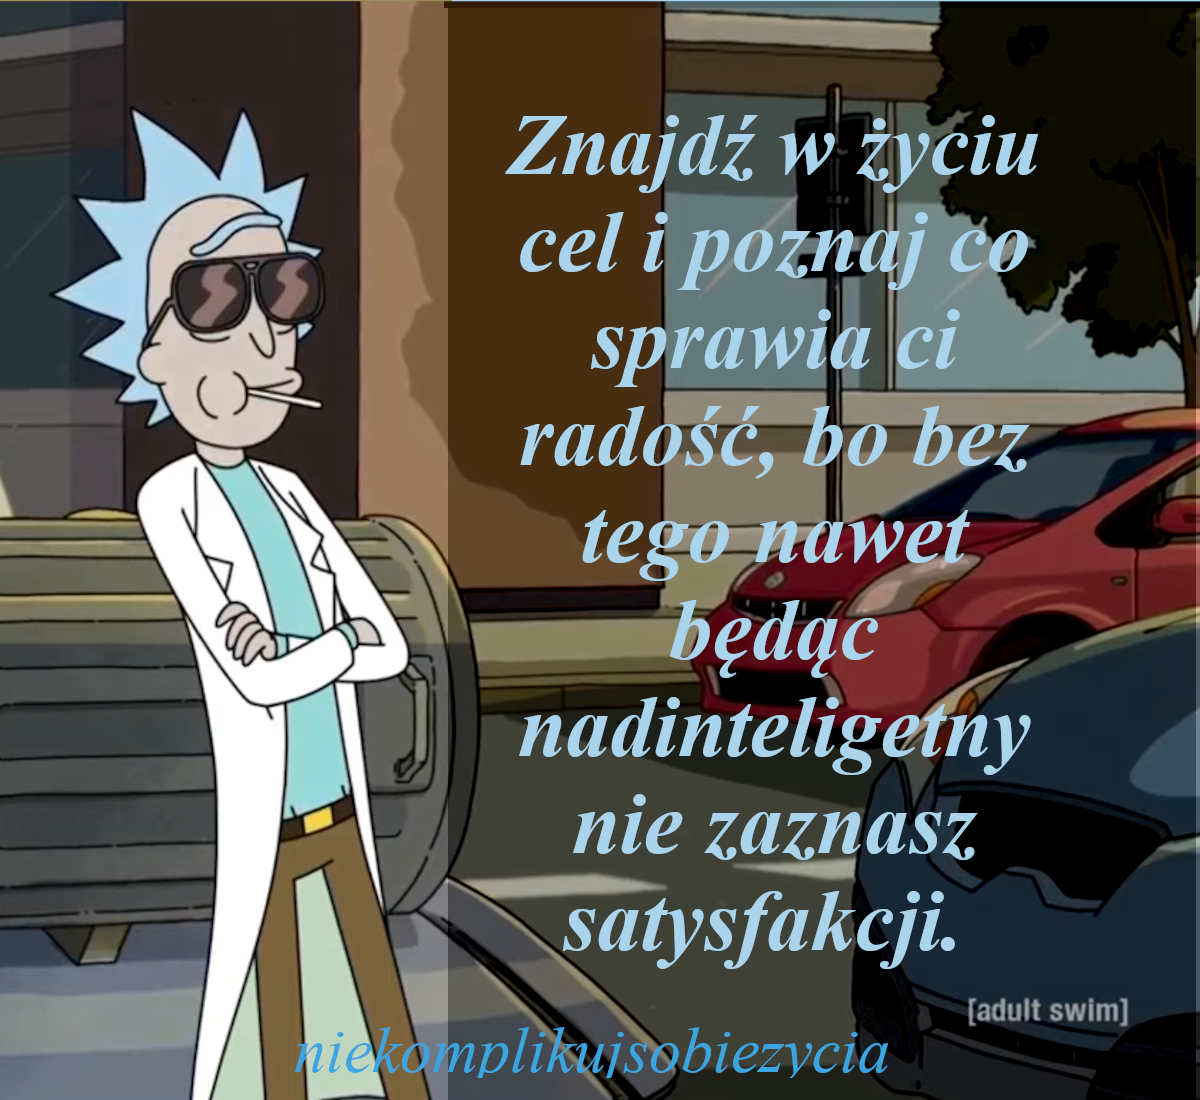 Znajdź w życiu
cel i poznaj co
sprawia ci
radość, bo bez
tego nawet
będąc
nadinteligetny
nie zaznasz
satysfakcji.
[adult swim]
niekomplikujsobiezycia